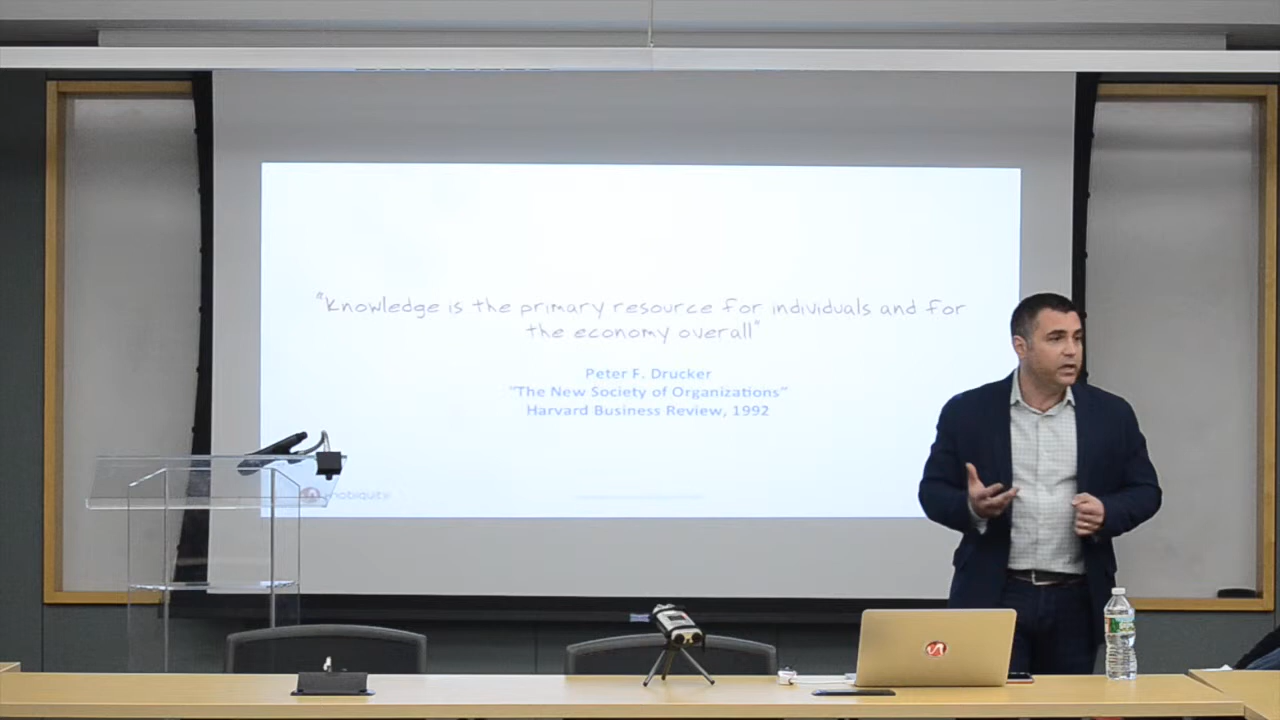 "Knowledge is the primary resource for individuals and for
the economy overall"
Peter F. Drucker
"The New Society of Organizations"
Harvard Business Review, 1992
mobiquity